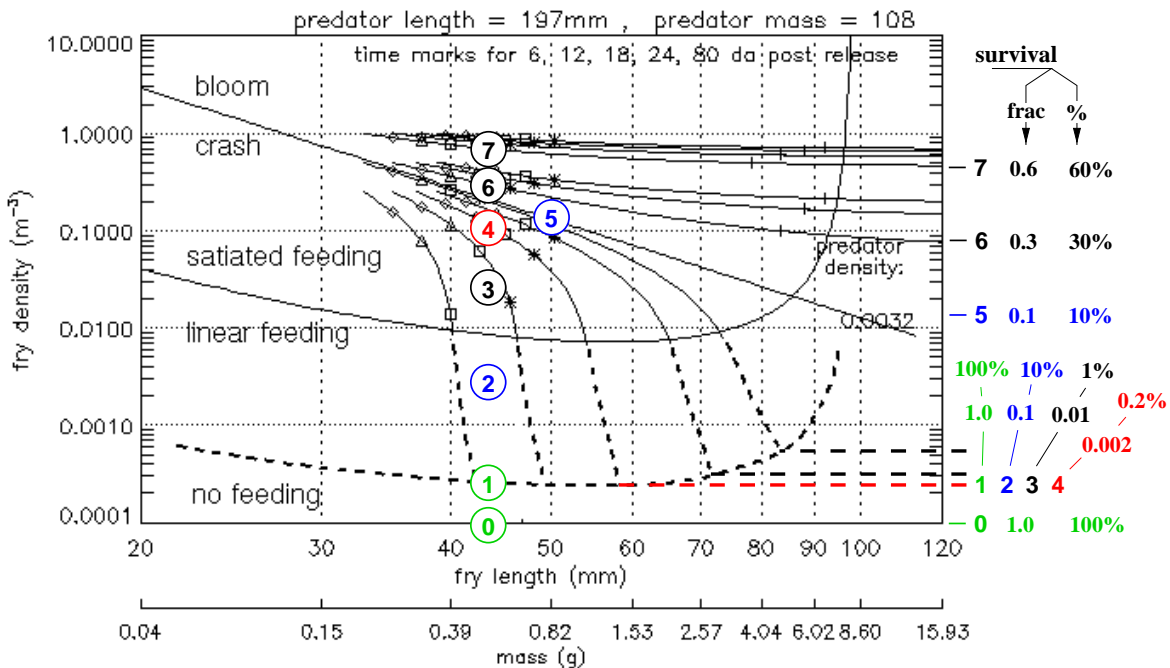 predator length = 197mm , predator mass = 108
time marks for 6, 12, 18, 24, 80 da post release
survival
frac %
10.0000
1.0000
0.1000
0.0100
0.0010
0.0001
fry density (m⁻³)
bloom
crash
satiated feeding
linear feeding
no feeding
predator
density:
0.0032
7
6
5
4
3
2
1
0
7 0.6 60%
6 0.3 30%
5 0.1 10%
100% 10% 1%
0.2%
1.0 0.1 0.01
0.002
1 2 3 4
0 1.0 100%
20 30 40 50 60 70 80 90 100 120
fry length (mm)
0.04 0.15 0.39 0.82 1.53 2.57 4.04 6.02 8.60 15.93
mass (g)